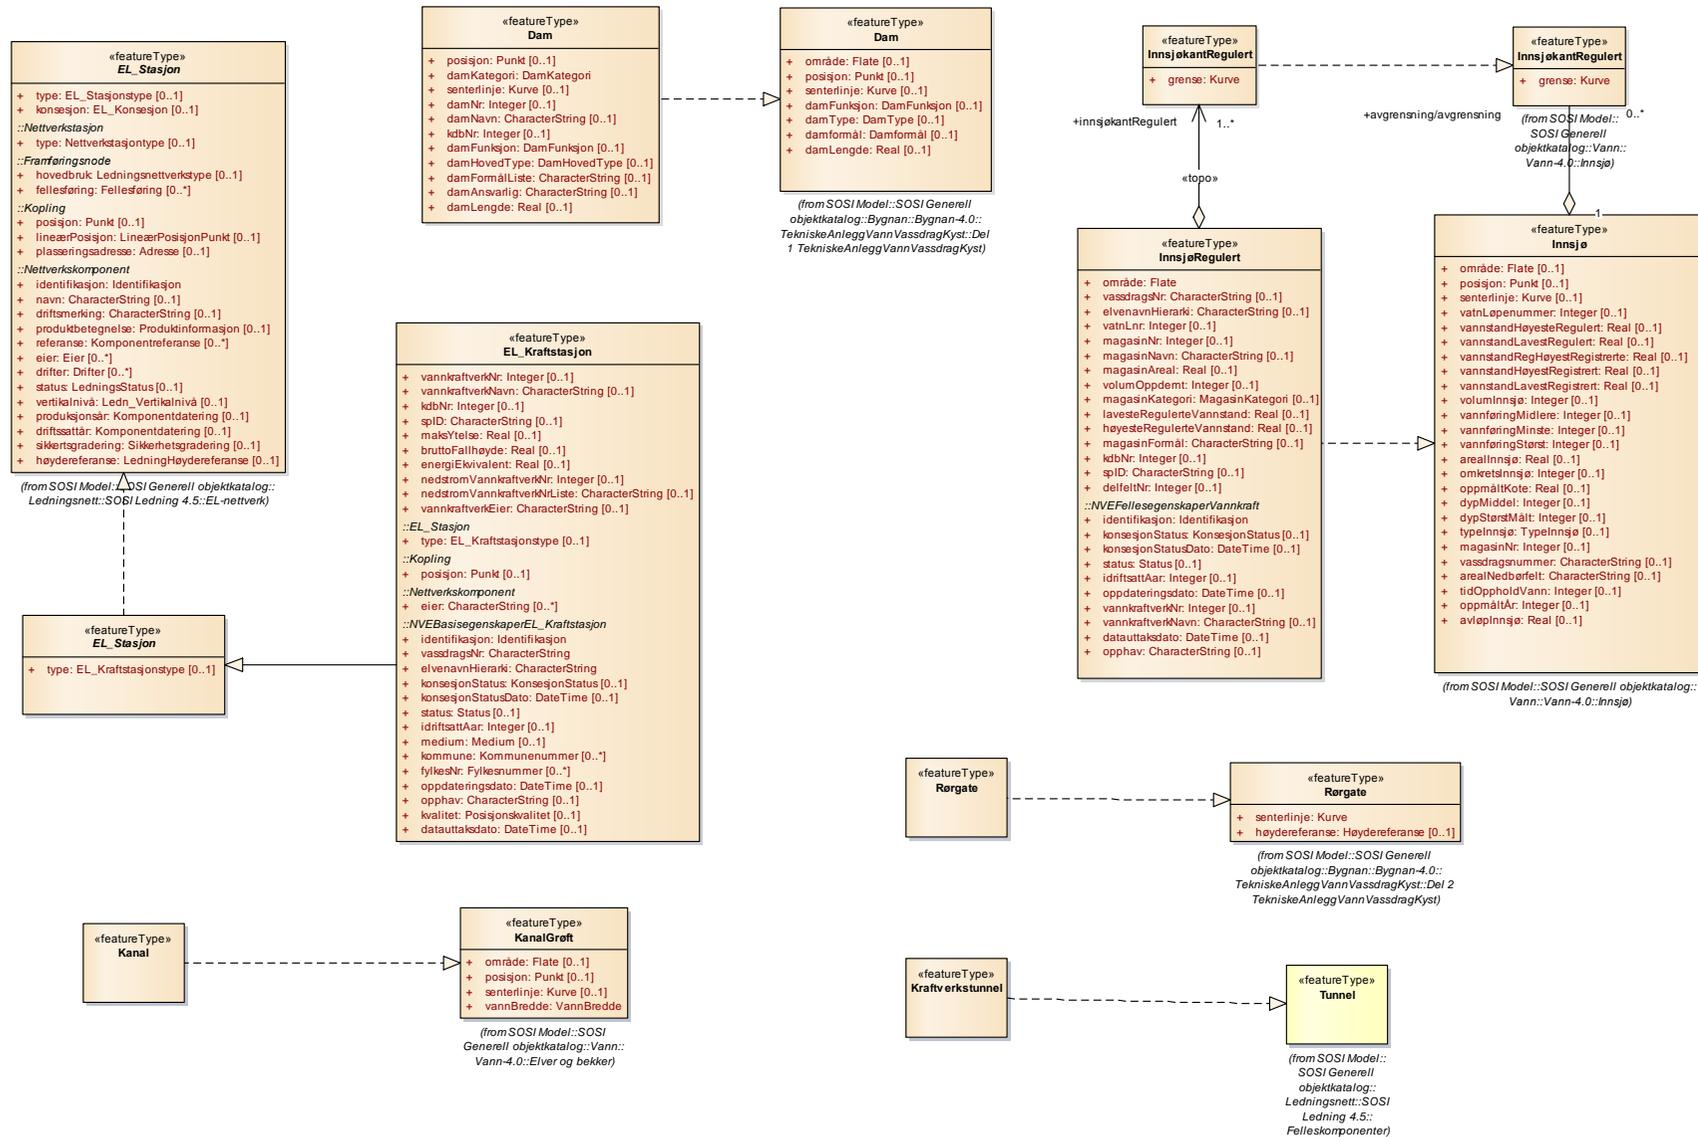 «featureType»
EL_Stasjon
+ type: EL_Stasjonstype [0..1]
+ konsesjon: EL_Konsesjon [0..1]
::Nettverkstasjon
+ type: Nettverkstasjontype [0..1]
::Framføringsnode
+ hovedbruk: Ledningsnettverkstype [0..1]
+ fellesføring: Fellesføring [0..*]
::Kopling
+ posisjon: Punkt [0..1]
+ lineærPosisjon: LineærPosisjonPunkt [0..1]
+ plasseringsadresse: Adresse [0..1]
::Nettverkskomponent
+ identifikasjon: Identifikasjon
+ navn: CharacterString [0..1]
+ driftsmerking: CharacterString [0..1]
+ produktbetegnelse: Produktinformasjon [0..1]
+ referanse: Komponentreferanse [0..*]
+ eier: Eier [0..*]
+ drifter: Drifter [0..*]
+ status: LedningsStatus [0..1]
+ vertikalnivå: Ledn_Vertikalnivå [0..1]
+ produksjonsår: Komponentdatering [0..1]
+ driftssattår: Komponentdatering [0..1]
+ sikkertsgradering: Sikkerhetsgradering [0..1]
+ høydereferanse: LedningHøydereferanse [0..1]
(from SOSI Model::SOSI Generell objektkatalog::
Ledningsnett::SOSI Ledning 4.5::EL-nettverk)
«featureType»
EL_Stasjon
+ type: EL_Kraftstasjonstype [0..1]
«featureType»
Dam
+ posisjon: Punkt [0..1]
+ damKategori: DamKategori
+ senterlinje: Kurve [0..1]
+ damNr: Integer [0..1]
+ damNavn: CharacterString [0..1]
+ kdbNr: Integer [0..1]
+ damFunksjon: DamFunksjon [0..1]
+ damHovedType: DamHovedType [0..1]
+ damFormålListe: CharacterString [0..1]
+ damAnsvarlig: CharacterString [0..1]
+ damLengde: Real [0..1]
«featureType»
Dam
+ område: Flate [0..1]
+ posisjon: Punkt [0..1]
+ senterlinje: Kurve [0..1]
+ damFunksjon: DamFunksjon [0..1]
+ damType: DamType [0..1]
+ damformål: Damformål [0..1]
+ damLengde: Real [0..1]
(from SOSI Model::SOSI Generell
objektkatalog::Bygnan::Bygnan-4.0::
TekniskeAnleggVannVassdragKyst::Del
1 TekniskeAnleggVannVassdragKyst)
«featureType»
EL_Kraftstasjon
+ vannkraftverkNr: Integer [0..1]
+ vannkraftverkNavn: CharacterString [0..1]
+ kdbNr: Integer [0..1]
+ spID: CharacterString [0..1]
+ maksYtelse: Real [0..1]
+ bruttoFallhøyde: Real [0..1]
+ energiEkvivalent: Real [0..1]
+ nedstromVannkraftverkNr: Integer [0..1]
+ nedstromVannkraftverkNrListe: CharacterString [0..1]
+ vannkraftverkEier: CharacterString [0..1]
::EL_Stasjon
+ type: EL_Kraftstasjonstype [0..1]
::Kopling
+ posisjon: Punkt [0..1]
::Nettverkskomponent
+ eier: CharacterString [0..*]
::NVEBasisegenskaperEL_Kraftstasjon
+ identifikasjon: Identifikasjon
+ vassdragsNr: CharacterString
+ elvenavnHierarki: CharacterString
+ konsesjonStatus: KonsesjonStatus [0..1]
+ konsesjonStatusDato: DateTime [0..1]
+ status: Status [0..1]
+ idriftsattAar: Integer [0..1]
+ medium: Medium [0..1]
+ kommune: Kommunenummer [0..*]
+ fylkesNr: Fylkesnummer [0..*]
+ oppdateringsdato: DateTime [0..1]
+ opphav: CharacterString [0..1]
+ kvalitet: Posisjonskvalitet [0..1]
+ datauttaksdato: DateTime [0..1]
«featureType»
InnsjøkantRegulert
+ grense: Kurve
+innsjøkantRegulert
1..*
«topo»
«featureType»
InnsjøRegulert
+ område: Flate
+ vassdragsNr: CharacterString [0..1]
+ elvenavnHierarki: CharacterString [0..1]
+ vatnLnr: Integer [0..1]
+ magasinNr: Integer [0..1]
+ magasinNavn: CharacterString [0..1]
+ magasinAreal: Real [0..1]
+ volumOppdemt: Integer [0..1]
+ magasinKategori: MagasinKategori [0..1]
+ lavesteRegulerteVannstand: Real [0..1]
+ høyesteRegulerteVannstand: Real [0..1]
+ magasinFormål: CharacterString [0..1]
+ kdbNr: Integer [0..1]
+ spID: CharacterString [0..1]
+ delfeltNr: Integer [0..1]
::NVEFellesegenskaperVannkraft
+ identifikasjon: Identifikasjon
+ konsesjonStatus: KonsesjonStatus [0..1]
+ konsesjonStatusDato: DateTime [0..1]
+ status: Status [0..1]
+ idriftsattAar: Integer [0..1]
+ oppdateringsdato: DateTime [0..1]
+ vannkraftverkNr: Integer [0..1]
+ vannkraftverkNavn: CharacterString [0..1]
+ datauttaksdato: DateTime [0..1]
+ opphav: CharacterString [0..1]
«featureType»
InnsjøkantRegulert
+ grense: Kurve
+avgrensning/avgrensning
0..*
(from SOSI Model::
SOSI Generell
objektkatalog::Vann::
Vann-4.0::Innsjø)
1
«featureType»
Innsjø
+ område: Flate [0..1]
+ posisjon: Punkt [0..1]
+ senterlinje: Kurve [0..1]
+ vatnLøpenummer: Integer [0..1]
+ vannstandHøyesteRegulert: Real [0..1]
+ vannstandLavestRegulert: Real [0..1]
+ vannstandRegHøyestRegistrerte: Real [0..1]
+ vannstandHøyestRegistrert: Real [0..1]
+ vannstandLavestRegistrert: Real [0..1]
+ volumInnsjø: Integer [0..1]
+ vannføringMidlere: Integer [0..1]
+ vannføringMinste: Integer [0..1]
+ vannføringStørst: Integer [0..1]
+ arealInnsjø: Real [0..1]
+ omkretsInnsjø: Integer [0..1]
+ oppmåltKote: Real [0..1]
+ dypMiddel: Integer [0..1]
+ dypStørstMålt: Integer [0..1]
+ typeInnsjø: TypeInnsjø [0..1]
+ magasinNr: Integer [0..1]
+ vassdragsnummer: CharacterString [0..1]
+ arealNedbørfelt: CharacterString [0..1]
+ tidOppholdVann: Integer [0..1]
+ oppmåltÅr: Integer [0..1]
+ avløpInnsjø: Real [0..1]
(from SOSI Model::SOSI Generell objektkatalog::
Vann::Vann-4.0::Innsjø)
«featureType»
Rørgate
«featureType»
Rørgate
+ senterlinje: Kurve
+ høydereferanse: Høydereferanse [0..1]
(from SOSI Model::SOSI Generell
objektkatalog::Bygnan::Bygnan-4.0::
TekniskeAnleggVannVassdragKyst::Del 2
TekniskeAnleggVannVassdragKyst)
«featureType»
Kanal
«featureType»
KanalGrøft
+ område: Flate [0..1]
+ posisjon: Punkt [0..1]
+ senterlinje: Kurve [0..1]
+ vannBredde: VannBredde
(from SOSI Model::SOSI
Generell objektkatalog::Vann::
Vann-4.0::Elver og bekker)
«featureType»
Kraftverkstunnel
«featureType»
Tunnel
(from SOSI Model::
SOSI Generell
objektkatalog::
Ledningsnett::SOSI
Ledning 4.5::
Felleskomponenter)